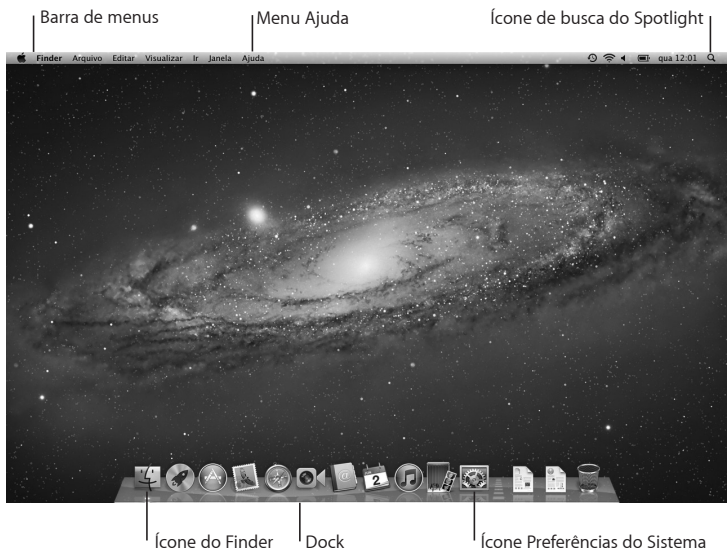 Barra de menus Menu Ajuda Ícone de busca do Spotlight
Finder Arquivo Editar Visualizar Ir Janela Ajuda qua 12:01
2
Ícone do Finder Dock Ícone Preferências do Sistema